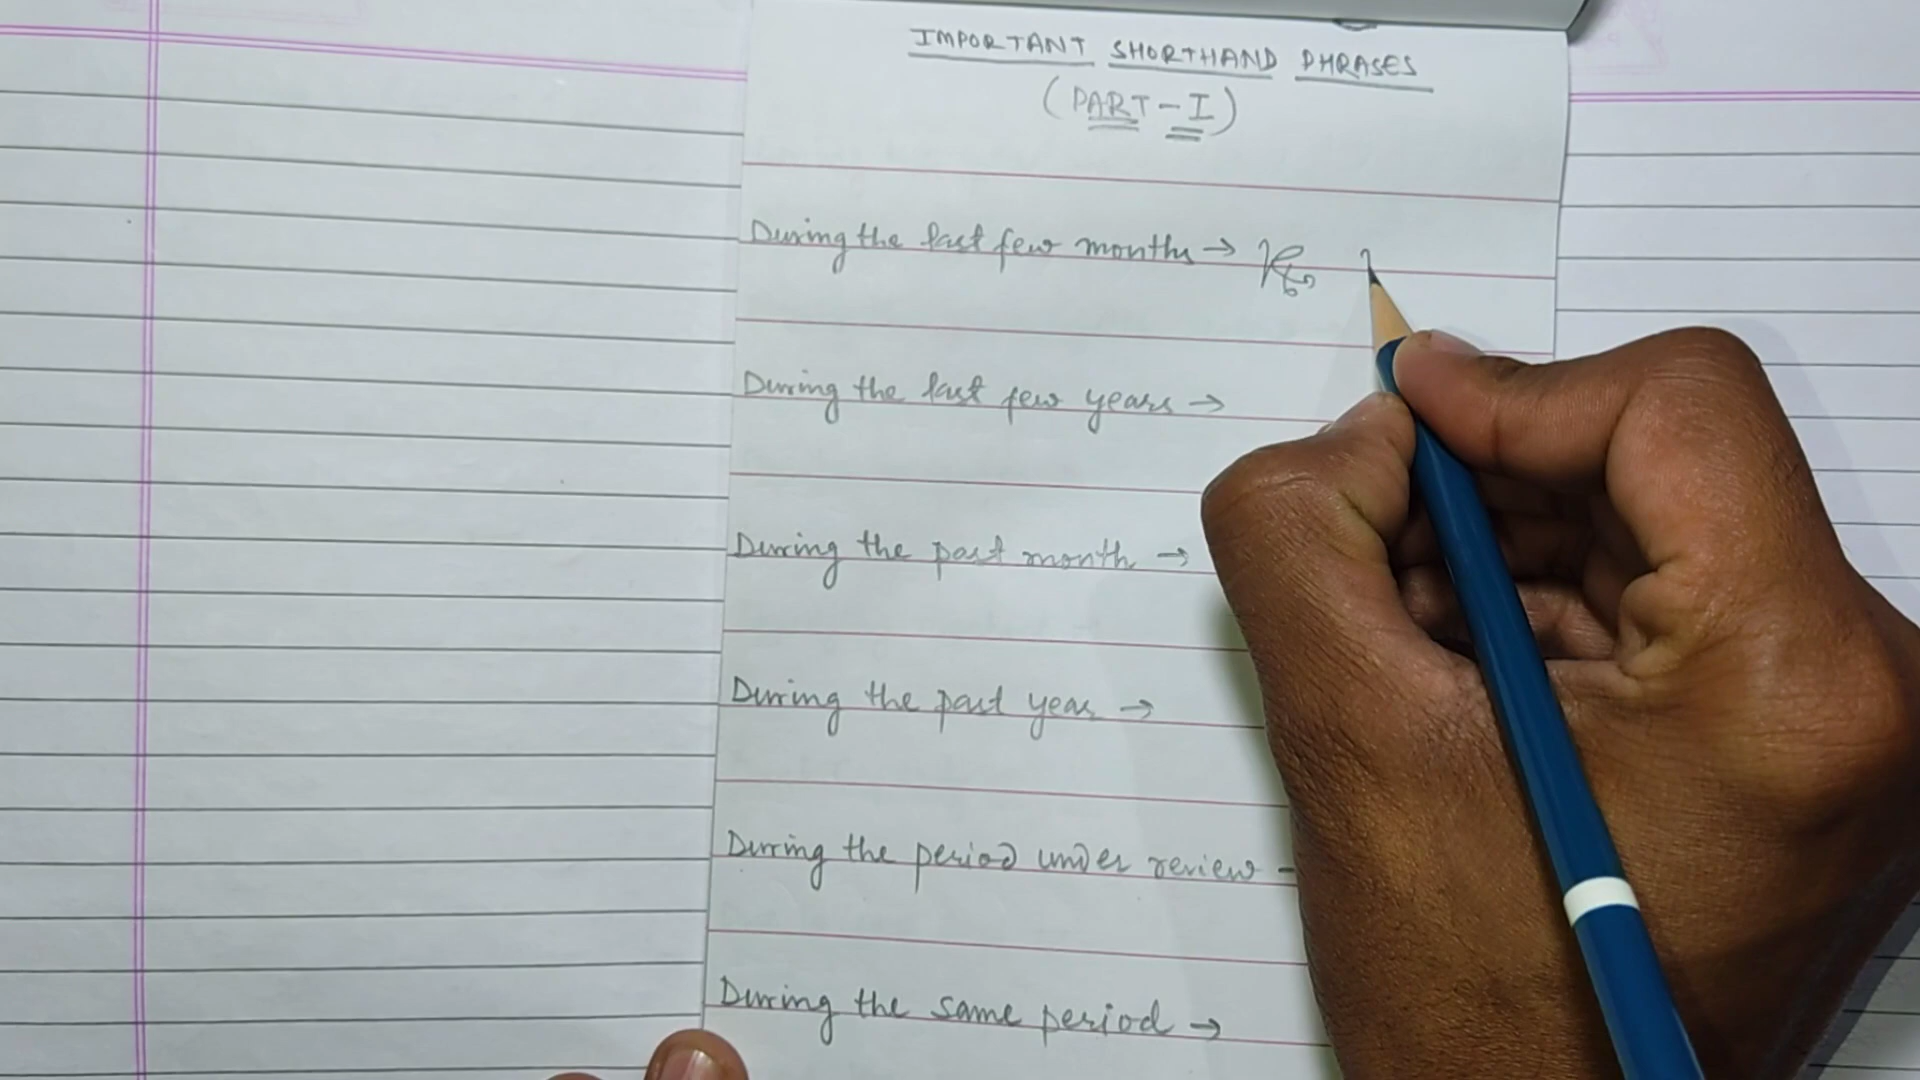 IMPORTANT SHORTHAND PHRASES
(PART-I)
During the last few months →
During the last few years →
During the past month →
During the past year →
During the period under review -
During the same period →